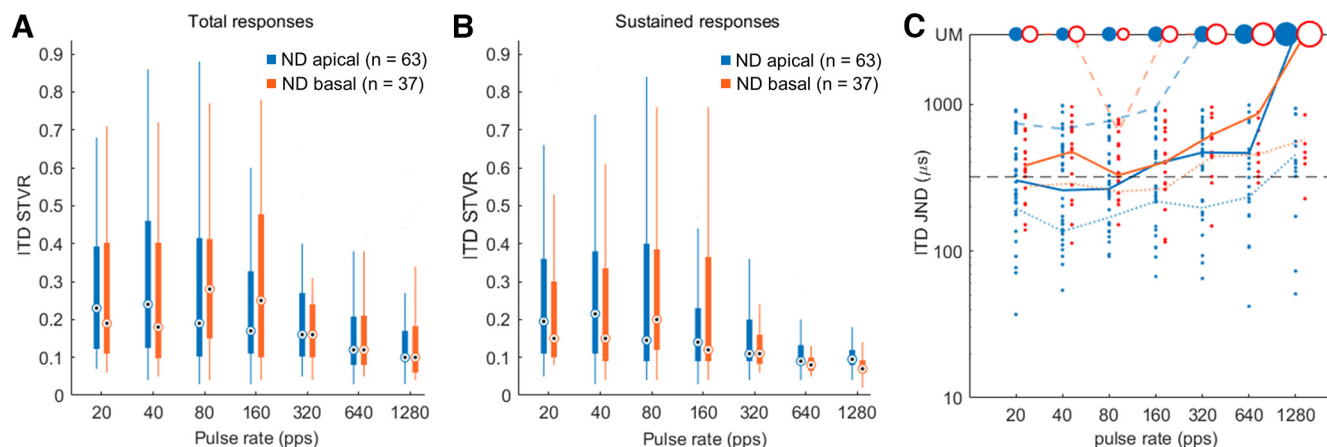 A
Total responses
ITD STVR
0.9
0.8
0.7
0.6
0.5
0.4
0.3
0.2
0.1
0
ND apical (n = 63)
ND basal (n = 37)
20 40 80 160 320 640 1280
Pulse rate (pps)
B
Sustained responses
ITD STVR
0.9
0.8
0.7
0.6
0.5
0.4
0.3
0.2
0.1
0
ND apical (n = 63)
ND basal (n = 37)
20 40 80 160 320 640 1280
Pulse rate (pps)
C
UM
1000
100
10
ITD JND (µs)
20 40 80 160 320 640 1280
pulse rate (pps)